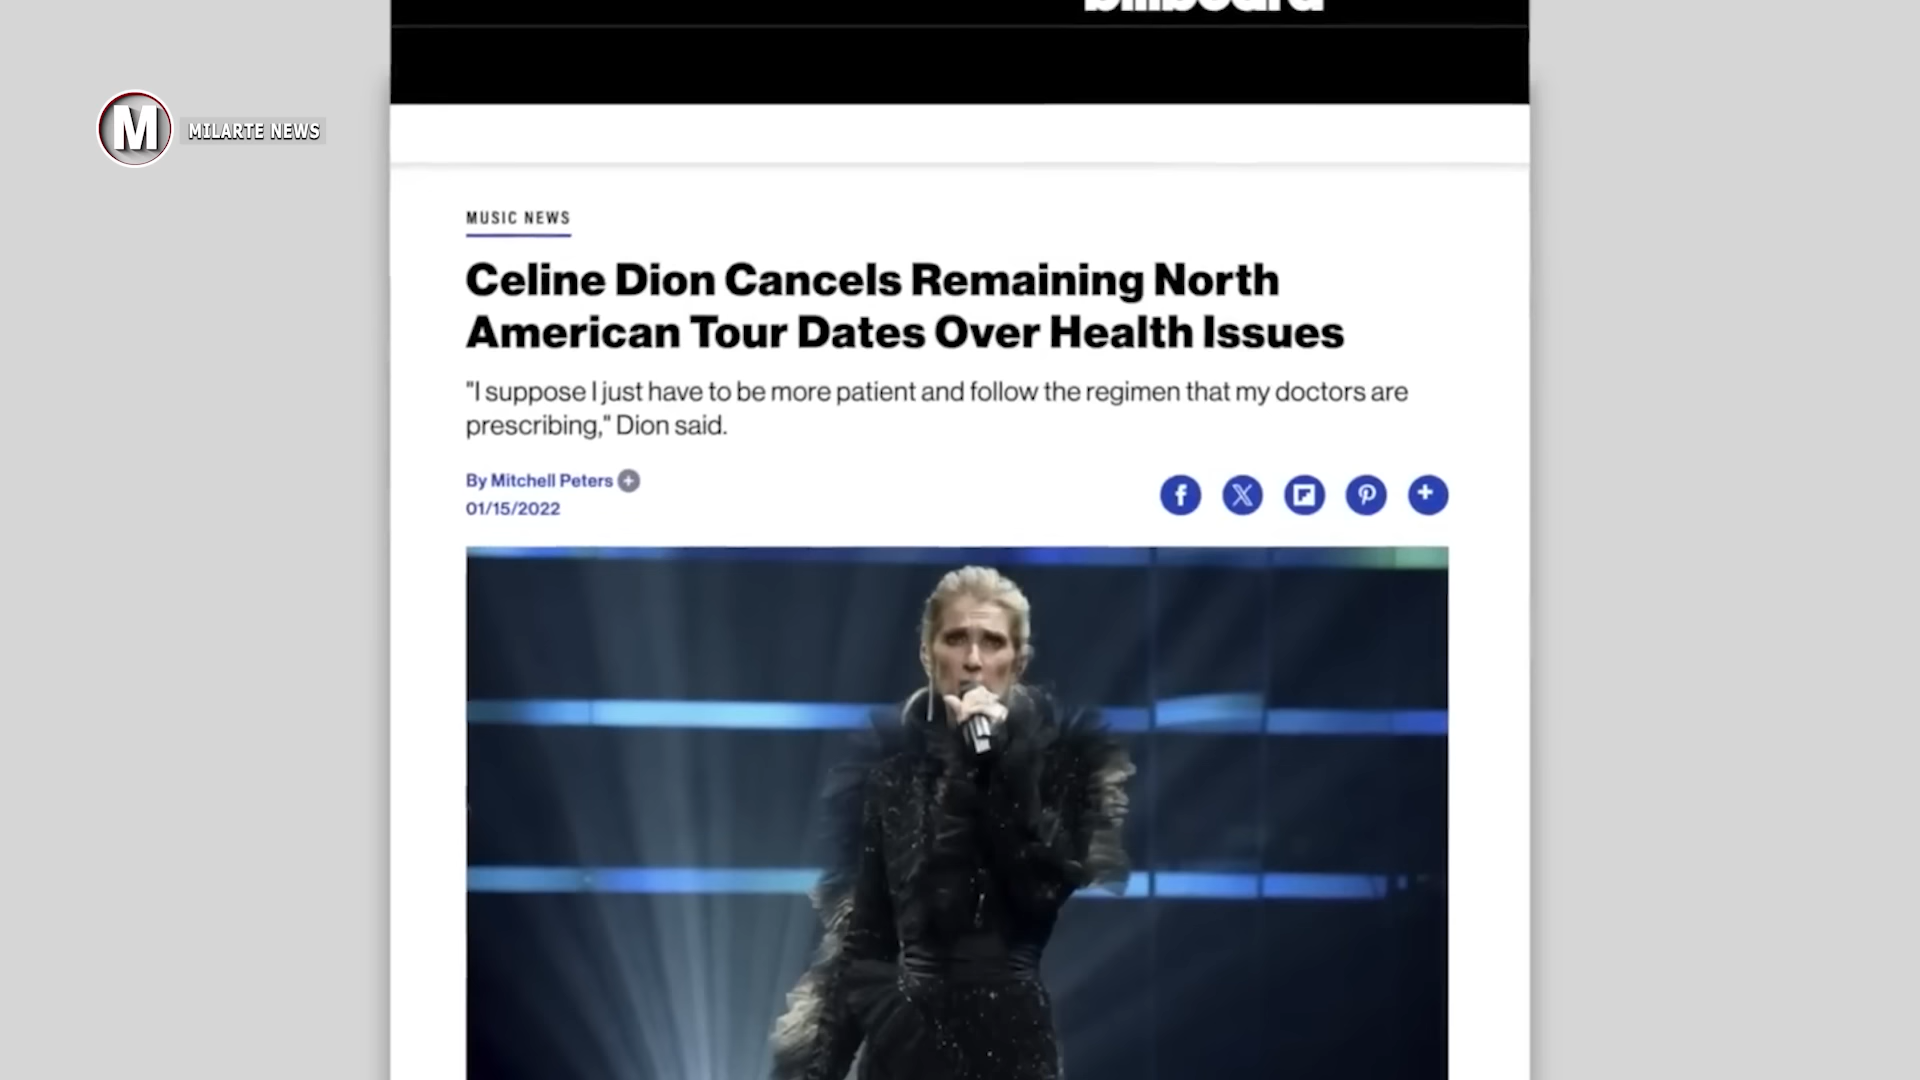 billboard
M
MILARTE NEWS
MUSIC NEWS
Celine Dion Cancels Remaining North
American Tour Dates Over Health Issues
"I suppose I just have to be more patient and follow the regimen that my doctors are
prescribing," Dion said.
By Mitchell Peters
01/15/2022